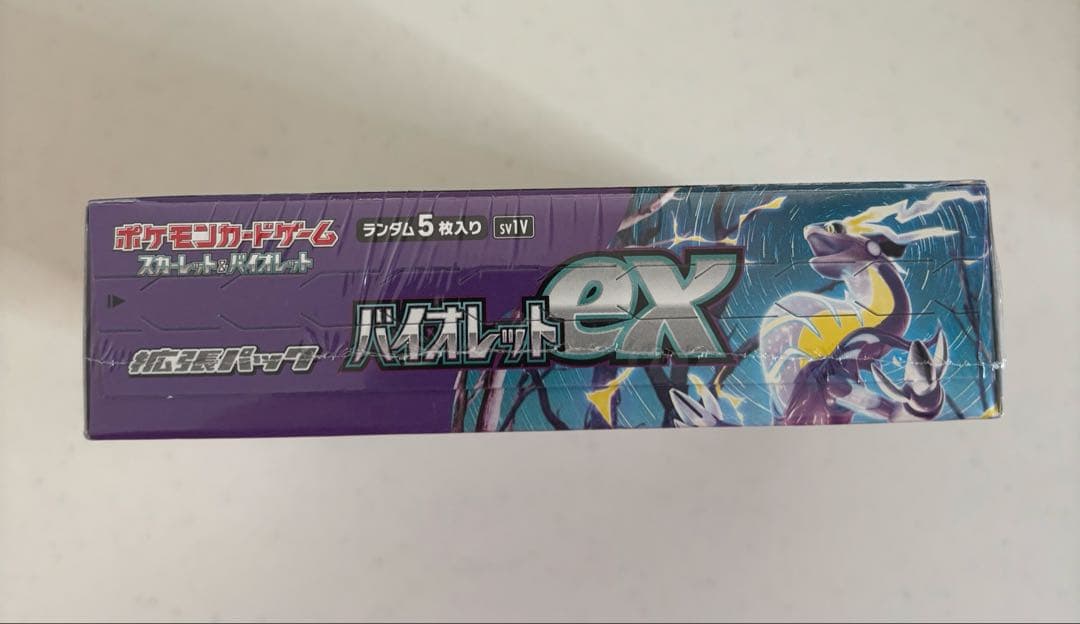 ポケモンカードゲーム
スカーレット&バイオレット
ランダム5枚入り SV1V
バイオレットex
拡張パック